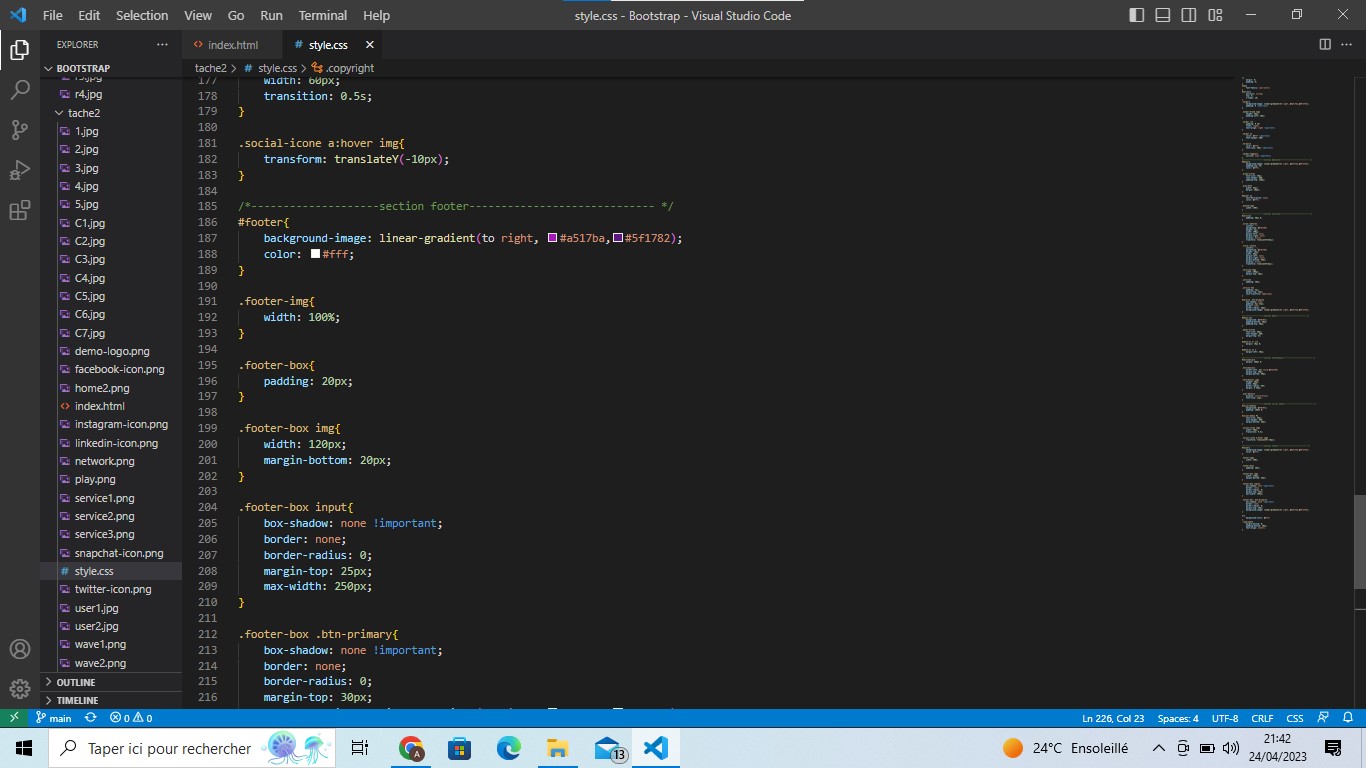 File Edit Selection View Go Run Terminal Help
style.css - Bootstrap - Visual Studio Code
EXPLORER
BOOTSTRAP
r3.jpg
r4.jpg
tache2
1.jpg
2.jpg
3.jpg
4.jpg
5.jpg
C1.jpg
C2.jpg
C3.jpg
C4.jpg
C5.jpg
C6.jpg
C7.jpg
demo-logo.png
facebook-icon.png
home2.png
index.html
instagram-icon.png
linkedin-icon.png
network.png
play.png
service1.png
service2.png
service3.png
snapchat-icon.png
style.css
twitter-icon.png
user1.jpg
user2.jpg
wave1.png
wave2.png
OUTLINE
TIMELINE
index.html
style.css
tache2 > style.css > .copyright
177 width: 60px;
178 transition: 0.5s;
179 }
180
181 .social-icone a:hover img{
182 transform: translateY(-10px);
183 }
184
185 /*--------------------section footer----------------------------- */
186 #footer{
187 background-image: linear-gradient(to right, #a517ba,#5f1782);
188 color: #fff;
189 }
190
191 .footer-img{
192 width: 100%;
193 }
194
195 .footer-box{
196 padding: 20px;
197 }
198
199 .footer-box img{
200 width: 120px;
201 margin-bottom: 20px;
202 }
203
204 .footer-box input{
205 box-shadow: none !important;
206 border: none;
207 border-radius: 0;
208 margin-top: 25px;
209 max-width: 250px;
210 }
211
212 .footer-box .btn-primary{
213 box-shadow: none !important;
214 border: none;
215 border-radius: 0;
216 margin-top: 30px;
main 0 0
Ln 226, Col 23 Spaces: 4 UTF-8 CRLF CSS
Taper ici pour rechercher
13
24°C Ensoleillé
21:42
24/04/2023